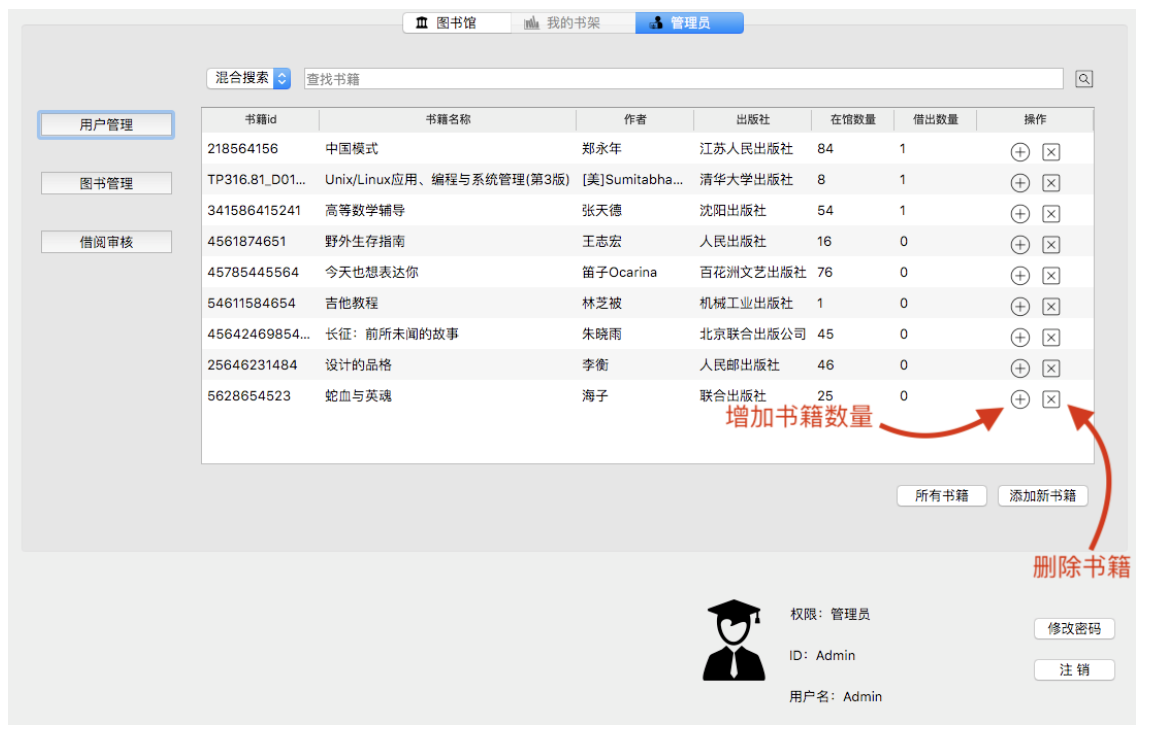 图书馆 我的书架 管理员
混合搜索 查找书籍
用户管理
图书管理
借阅审核
书籍id 书籍名称 作者 出版社 在馆数量 借出数量 操作
218564156 中国模式 郑永年 江苏人民出版社 84 1
TP316.81_D01... Unix/Linux应用、编程与系统管理(第3版) [美]Sumitabha... 清华大学出版社 8 1
341586415241 高等数学辅导 张天德 沈阳出版社 54 1
4561874651 野外生存指南 王志宏 人民出版社 16 0
45785445564 今天也想表达你 笛子Ocarina 百花洲文艺出版社 76 0
54611584654 吉他教程 林芝被 机械工业出版社 1 0
45642469854... 长征：前所未闻的故事 朱晓雨 北京联合出版公司 45 0
25646231484 设计的品格 李衡 人民邮出版社 46 0
5628654523 蛇血与英魂 海子 联合出版社 25 0
增加书籍数量
所有书籍 添加新书籍
删除书籍
权限：管理员
ID：Admin
用户名：Admin
修改密码
注 销